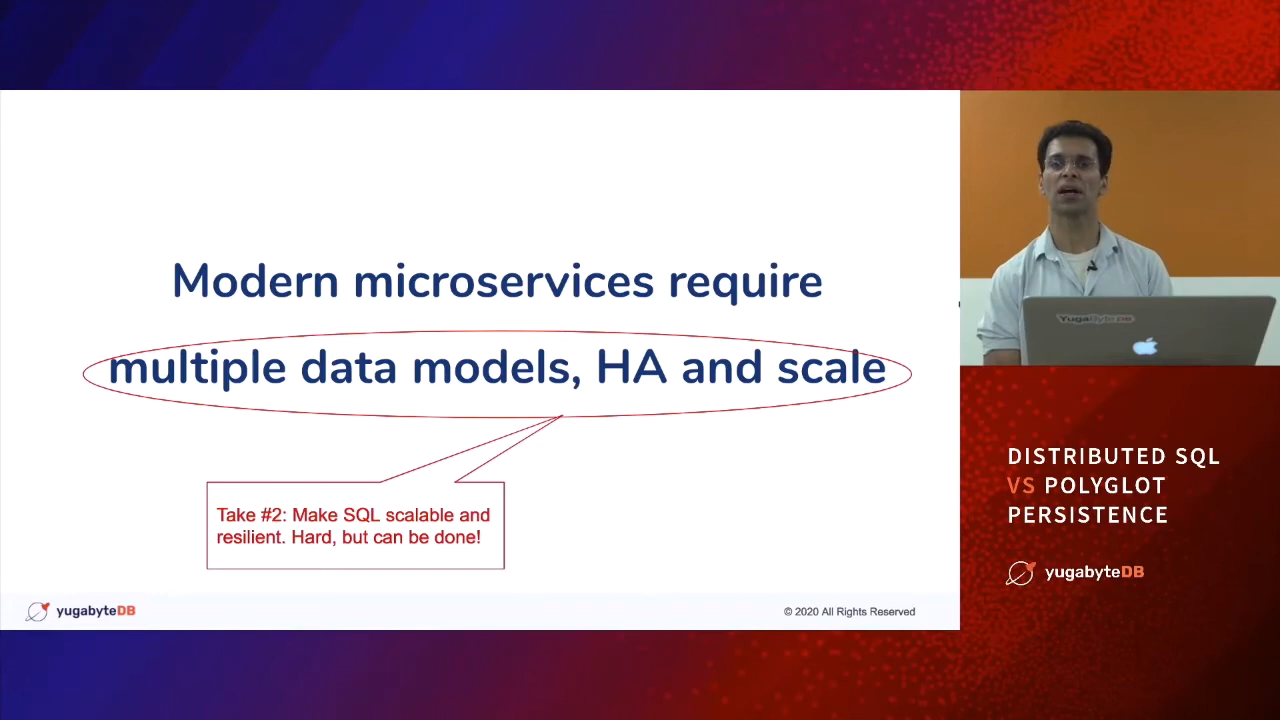 Modern microservices require
multiple data models, HA and scale
Take #2: Make SQL scalable and
resilient. Hard, but can be done!
yugabyteDB
© 2020 All Rights Reserved
YugaByteDB
DISTRIBUTED SQL
VS POLYGLOT
PERSISTENCE
yugabyteDB